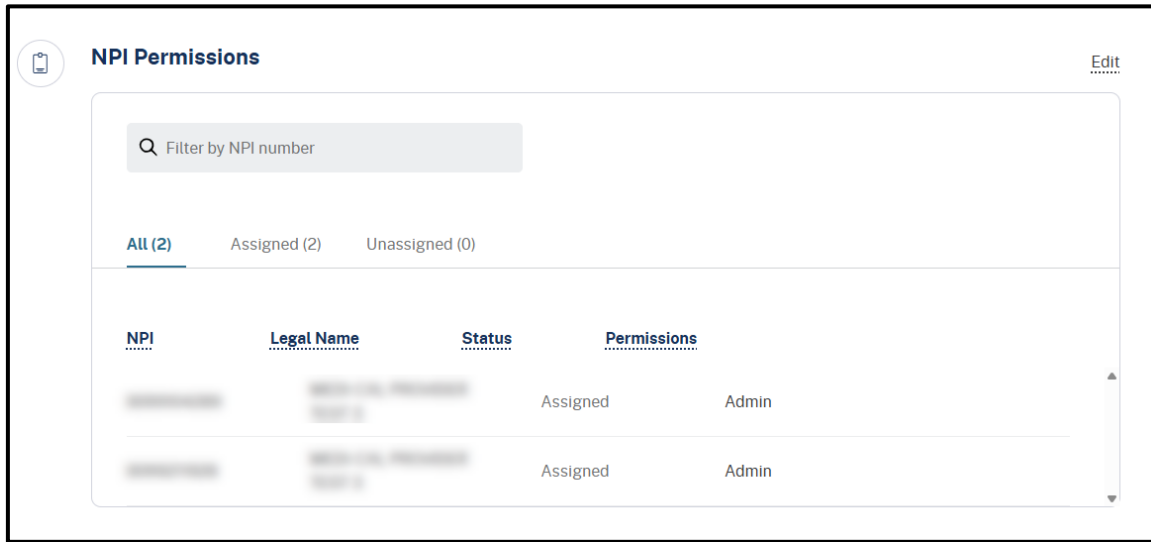 NPI Permissions
Edit
Filter by NPI number
All (2) Assigned (2) Unassigned (0)
NPI Legal Name Status Permissions
Assigned Admin
Assigned Admin